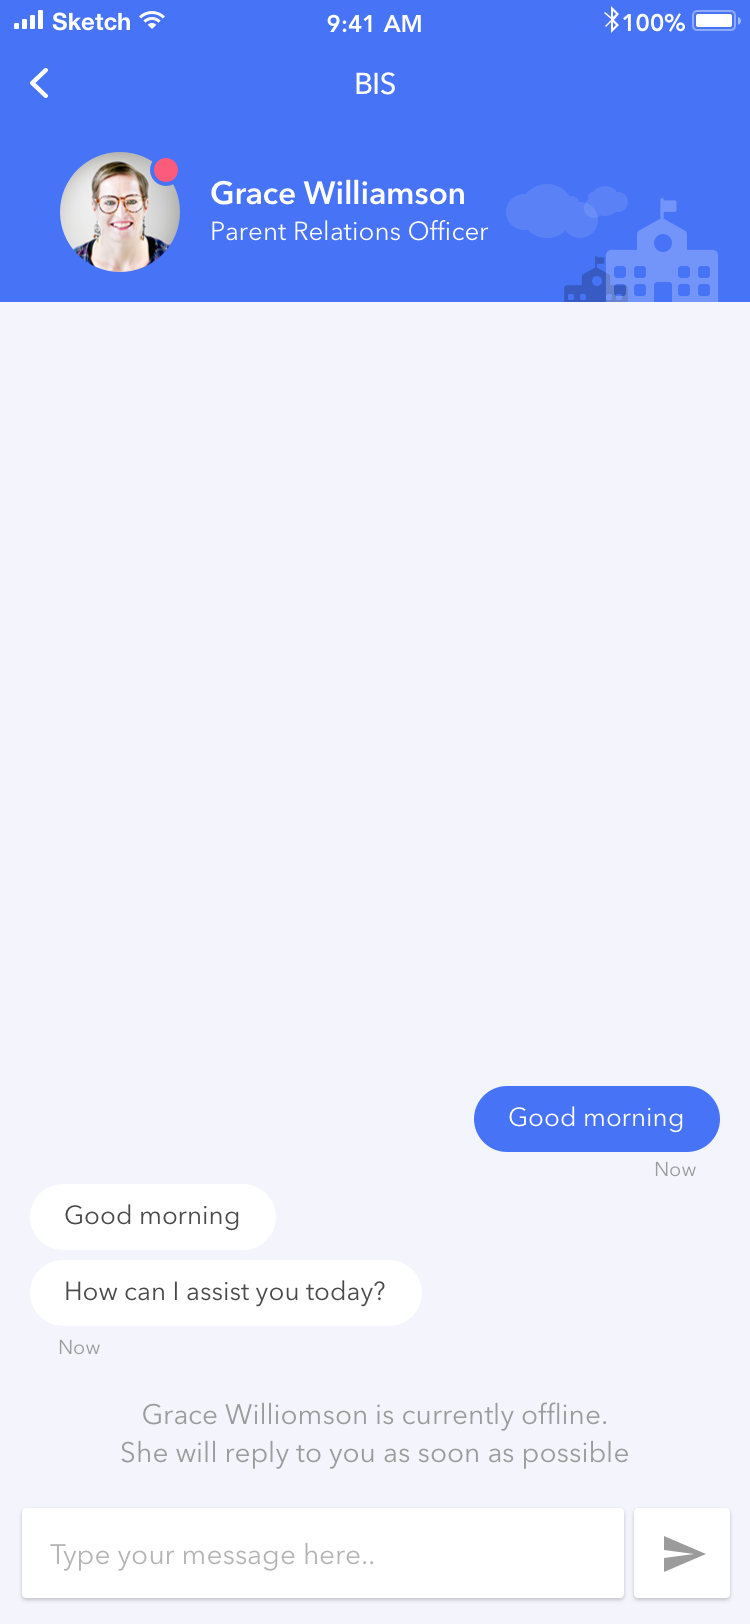 Sketch 9:41 AM 100%
BIS
Grace Williamson
Parent Relations Officer
Good morning
Now
Good morning
How can I assist you today?
Now
Grace Williomson is currently offline.
She will reply to you as soon as possible
Type your message here..